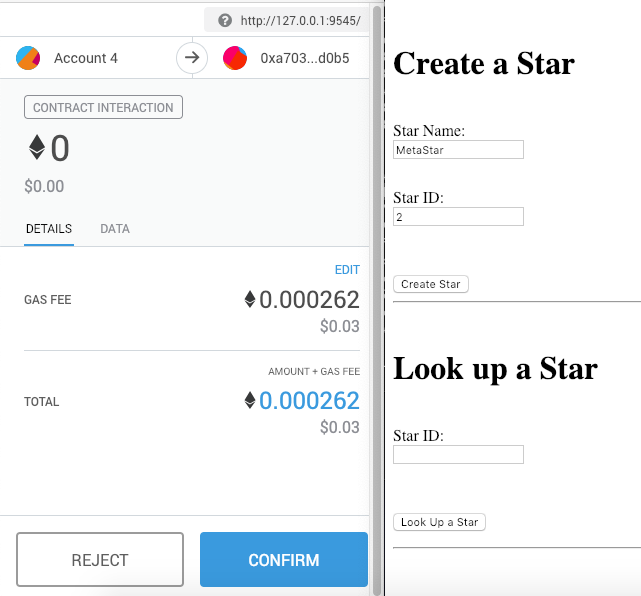 http://127.0.0.1:9545/
Account 4
0xa703...d0b5
CONTRACT INTERACTION
0
$0.00
DETAILS
DATA
EDIT
GAS FEE
0.000262
$0.03
AMOUNT + GAS FEE
TOTAL
0.000262
$0.03
REJECT
CONFIRM
Create a Star
Star Name:
MetaStar
Star ID:
2
Create Star
Look up a Star
Star ID:
Look Up a Star